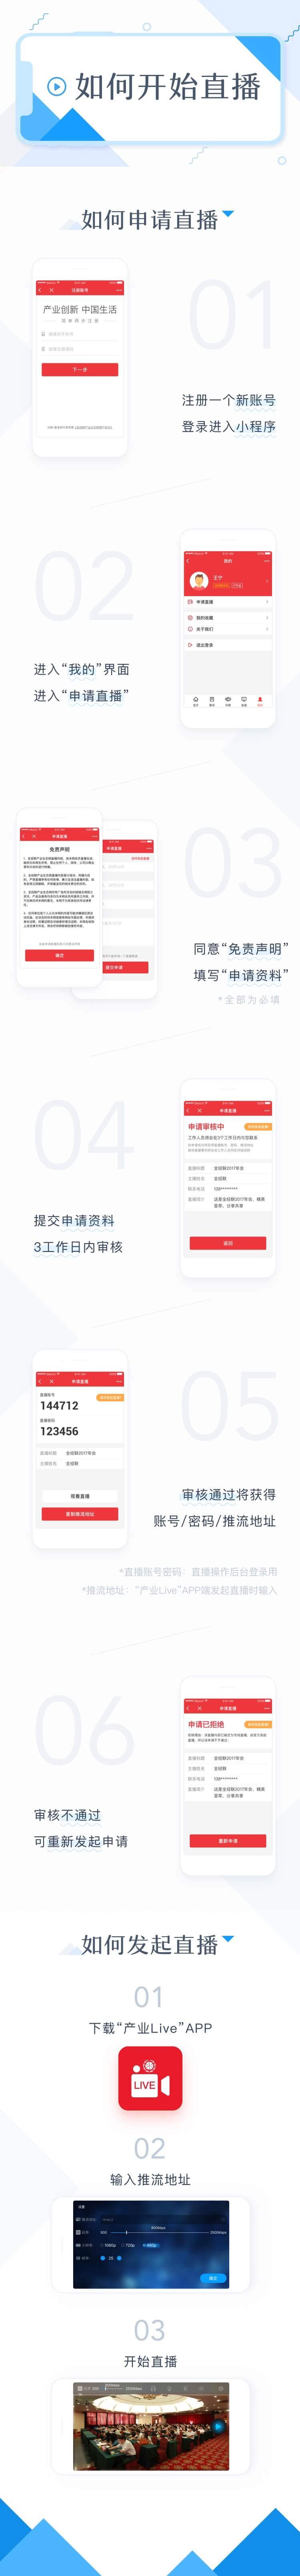 如何开始直播
如何申请直播
01
注册账号
产业创新 中国生活
简单两步注册
下一步
注册一个新账号
登录进入小程序
02
我的
王宁
申请直播
我的收藏
关于我们
退出登录
进入“我的”界面
进入“申请直播”
03
申请直播
免责声明
确定
申请直播
提交申请
同意“免责声明”
填写“申请资料”
*全部为必填
04
申请直播
申请审核中
工作人员将会在3个工作日内与您联系
直播标题 全经联2017年会
主播姓名 全经联
联系电话 138********
直播简介 这是全经联2017年会，精英
荟萃、分享共享
返回
提交申请资料
3工作日内审核
05
申请直播
直播账号
144712
直播密码
123456
直播标题 全经联2017年会
主播姓名 全经联
观看直播
复制推流地址
审核通过将获得
账号/密码/推流地址
*直播账号密码：直播操作后台登录用
*推流地址：“产业Live”APP端发起直播时输入
06
申请直播
申请已拒绝
直播标题 全经联2017年会
主播姓名 全经联
联系电话 138********
直播简介 这是全经联2017年会，精英
荟萃、分享共享
重新申请
审核不通过
可重新发起申请
如何发起直播
01
下载“产业Live”APP
LIVE
02
输入推流地址
设置
500
800kbps
2500kbps
1080p
720p
480p
25
确定
03
开始直播